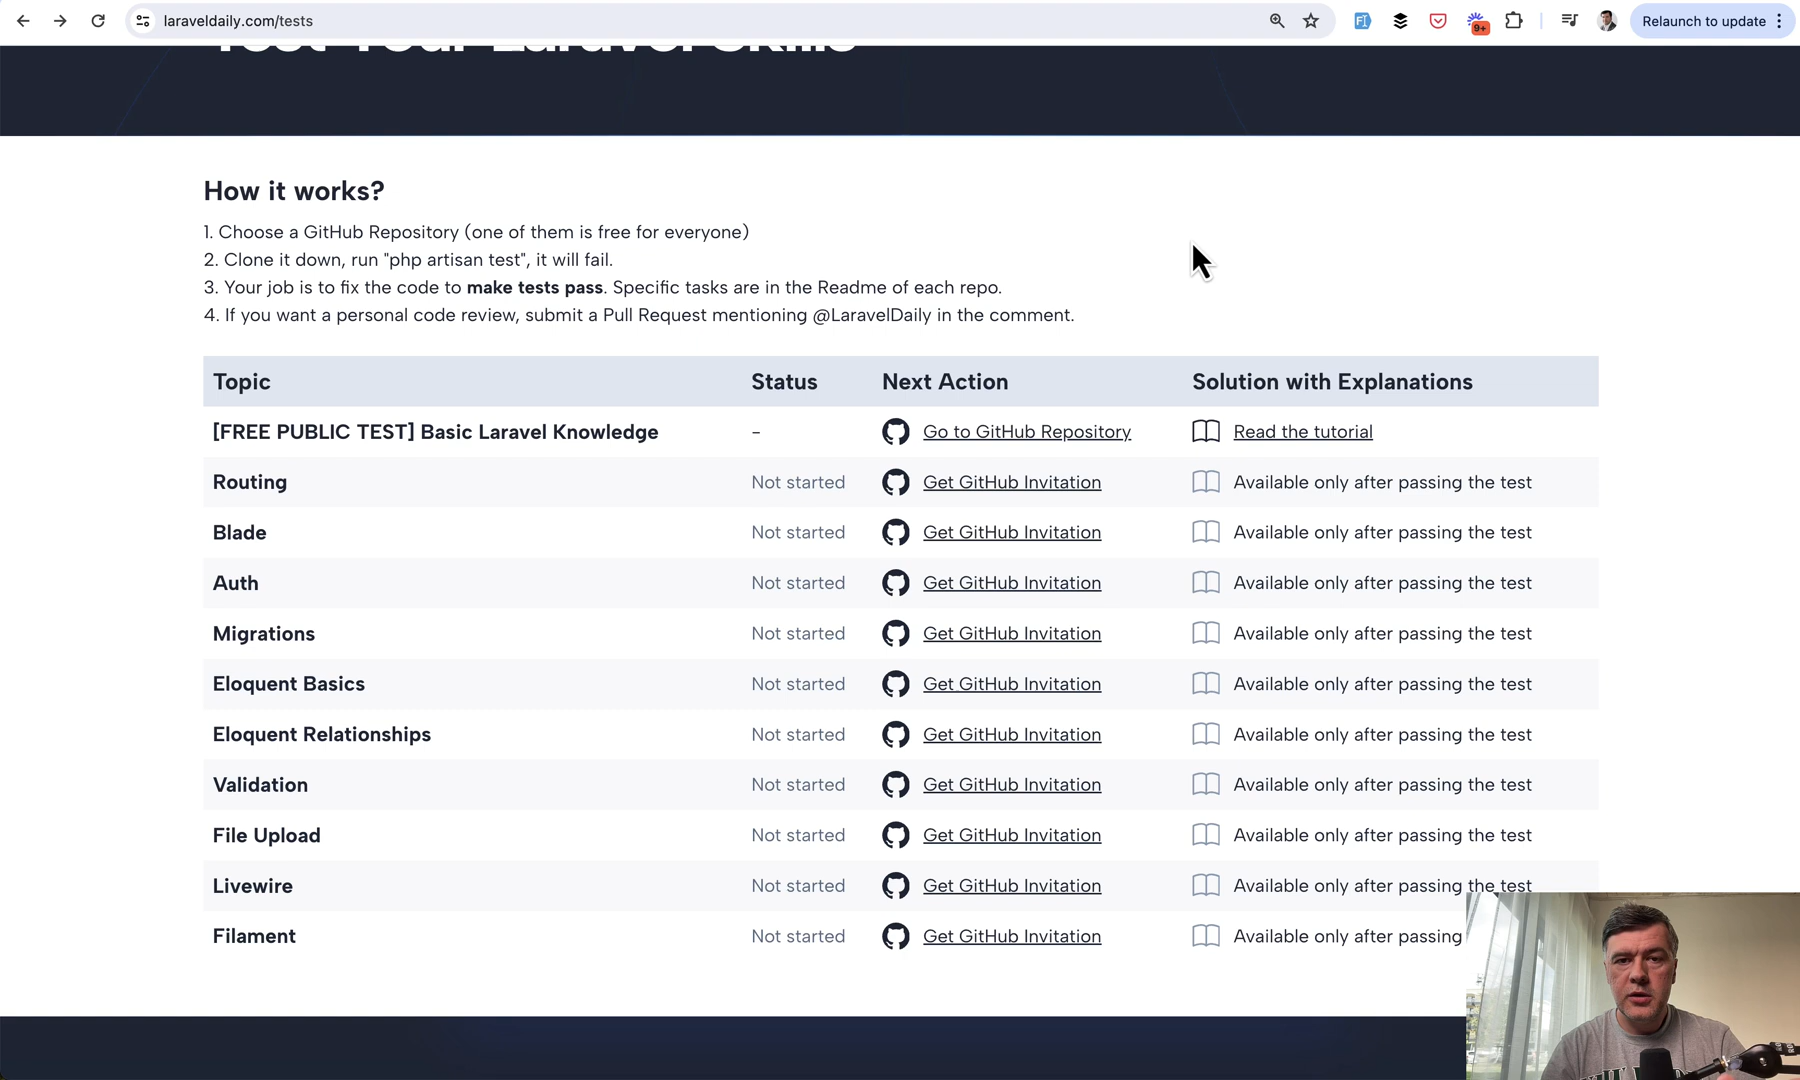 laraveldaily.com/tests
9+
Relaunch to update
Test Your Laravel Skills
How it works?
1. Choose a GitHub Repository (one of them is free for everyone)
2. Clone it down, run "php artisan test", it will fail.
3. Your job is to fix the code to make tests pass. Specific tasks are in the Readme of each repo.
4. If you want a personal code review, submit a Pull Request mentioning @LaravelDaily in the comment.
Topic Status Next Action Solution with Explanations
[FREE PUBLIC TEST] Basic Laravel Knowledge - Go to GitHub Repository Read the tutorial
Routing Not started Get GitHub Invitation Available only after passing the test
Blade Not started Get GitHub Invitation Available only after passing the test
Auth Not started Get GitHub Invitation Available only after passing the test
Migrations Not started Get GitHub Invitation Available only after passing the test
Eloquent Basics Not started Get GitHub Invitation Available only after passing the test
Eloquent Relationships Not started Get GitHub Invitation Available only after passing the test
Validation Not started Get GitHub Invitation Available only after passing the test
File Upload Not started Get GitHub Invitation Available only after passing the test
Livewire Not started Get GitHub Invitation Available only after passing the test
Filament Not started Get GitHub Invitation Available only after passing